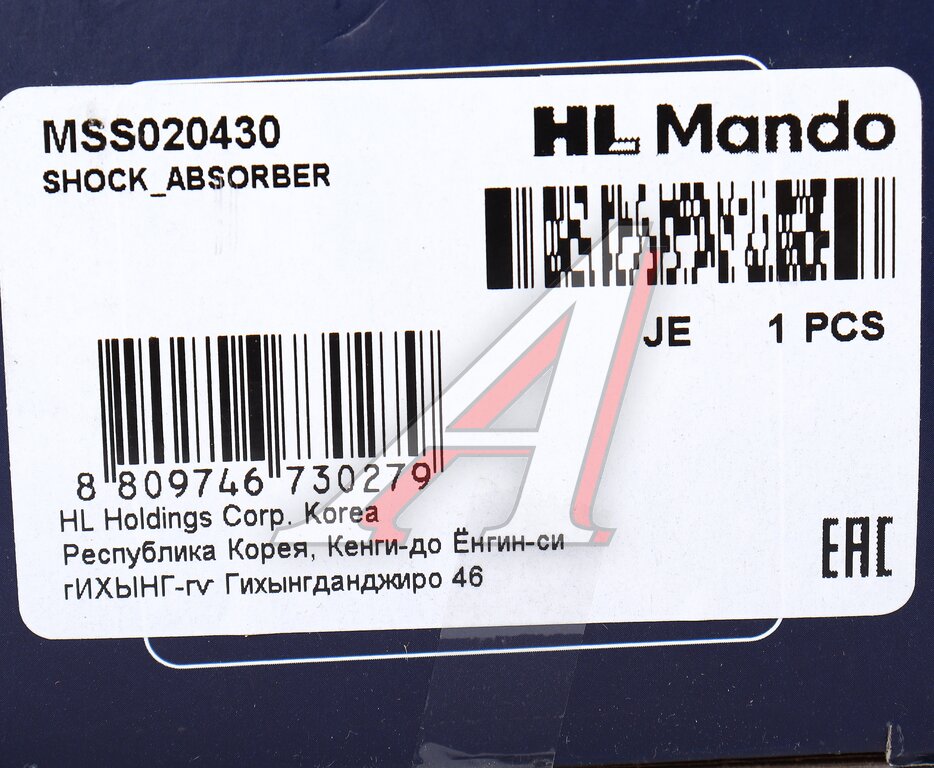 MSS020430
SHOCK_ABSORBER
HL Mando
JE 1 PCS
8 809746 730279
HL Holdings Corp. Korea
Республика Корея, Кенги-до Ёнгин-си
гИХЫНГ-гv Гихынгданджиро 46
EAC